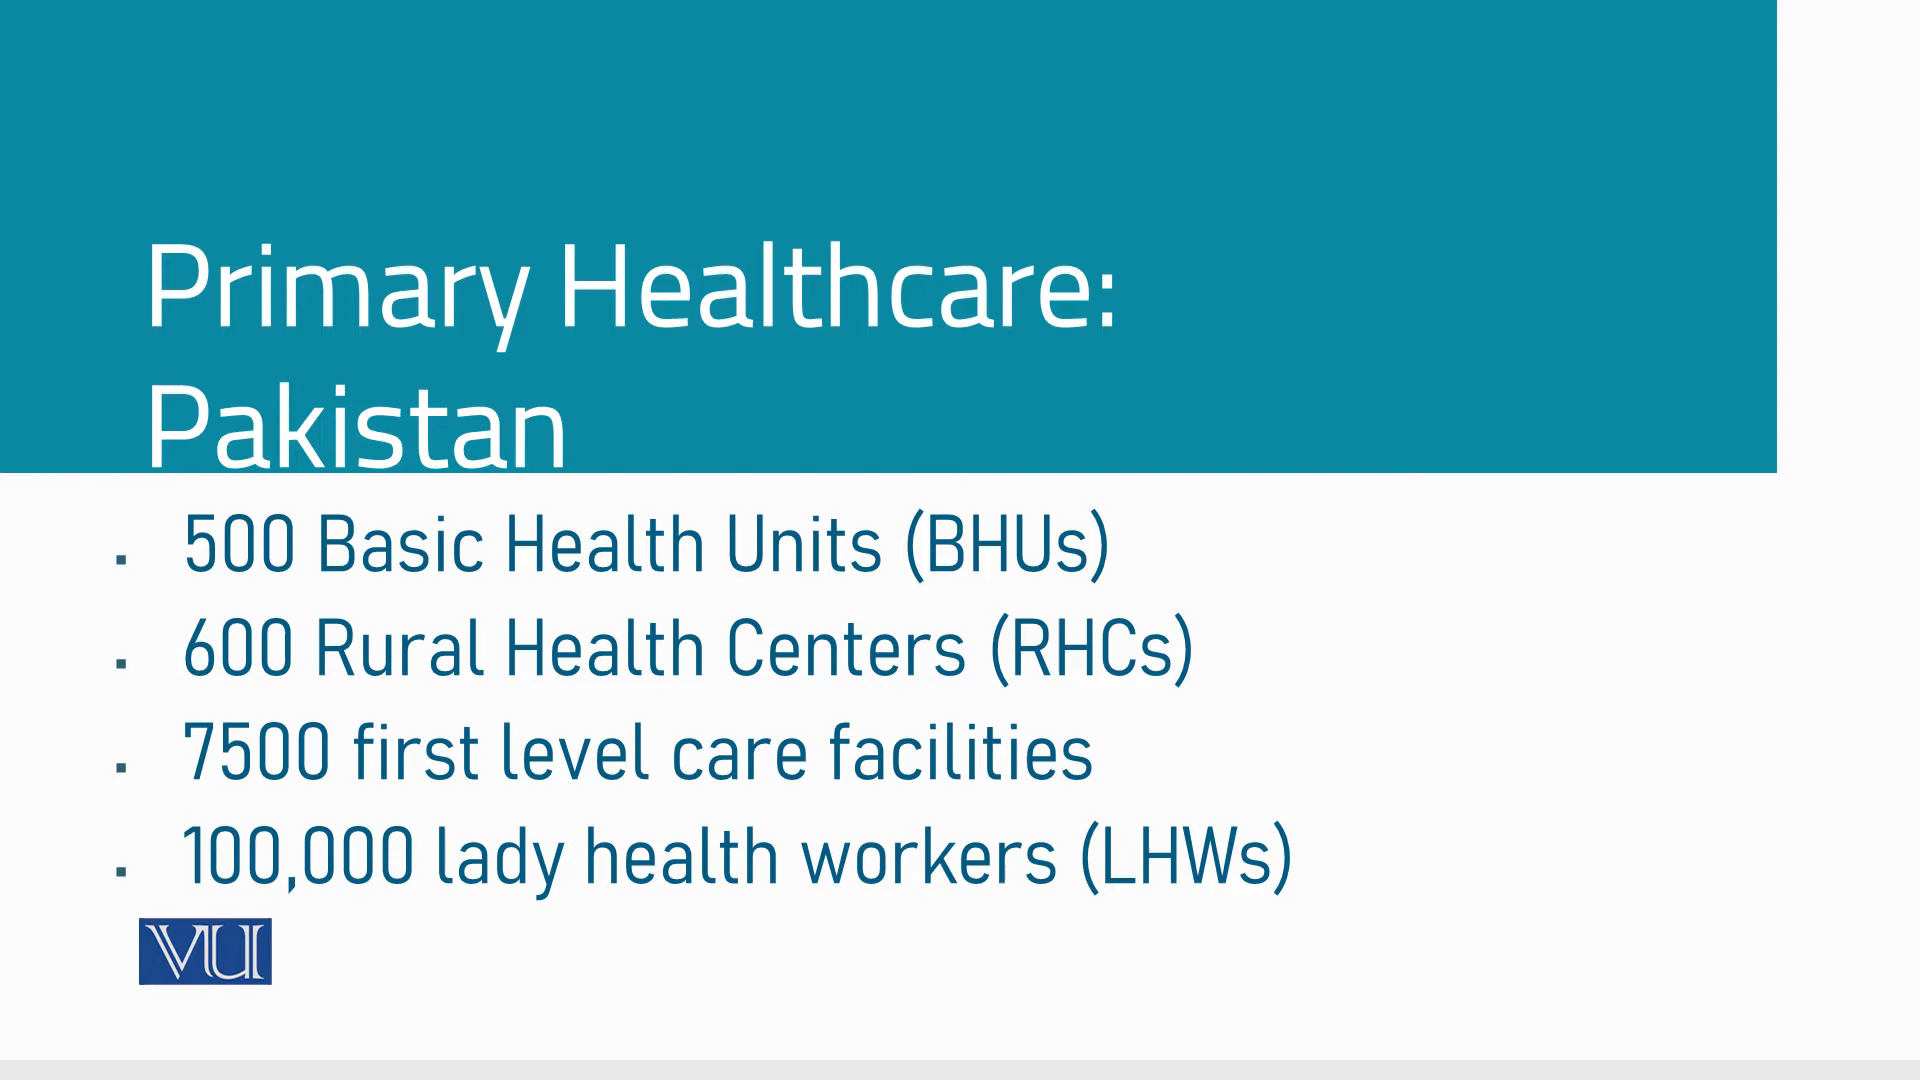 Primary Healthcare:
Pakistan
▪ 500 Basic Health Units (BHUs)
▪ 600 Rural Health Centers (RHCs)
▪ 7500 first level care facilities
▪ 100,000 lady health workers (LHWs)
VU